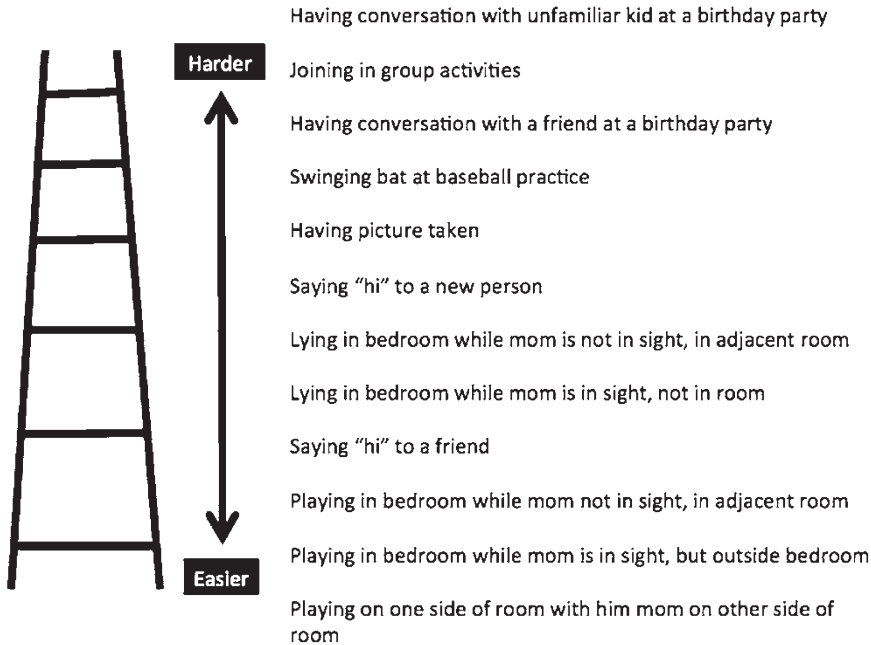 Having conversation with unfamiliar kid at a birthday party
Harder
Joining in group activities
Having conversation with a friend at a birthday party
Swinging bat at baseball practice
Having picture taken
Saying “hi” to a new person
Lying in bedroom while mom is not in sight, in adjacent room
Lying in bedroom while mom is in sight, not in room
Saying “hi” to a friend
Playing in bedroom while mom not in sight, in adjacent room
Playing in bedroom while mom is in sight, but outside bedroom
Easier
Playing on one side of room with him mom on other side of
room